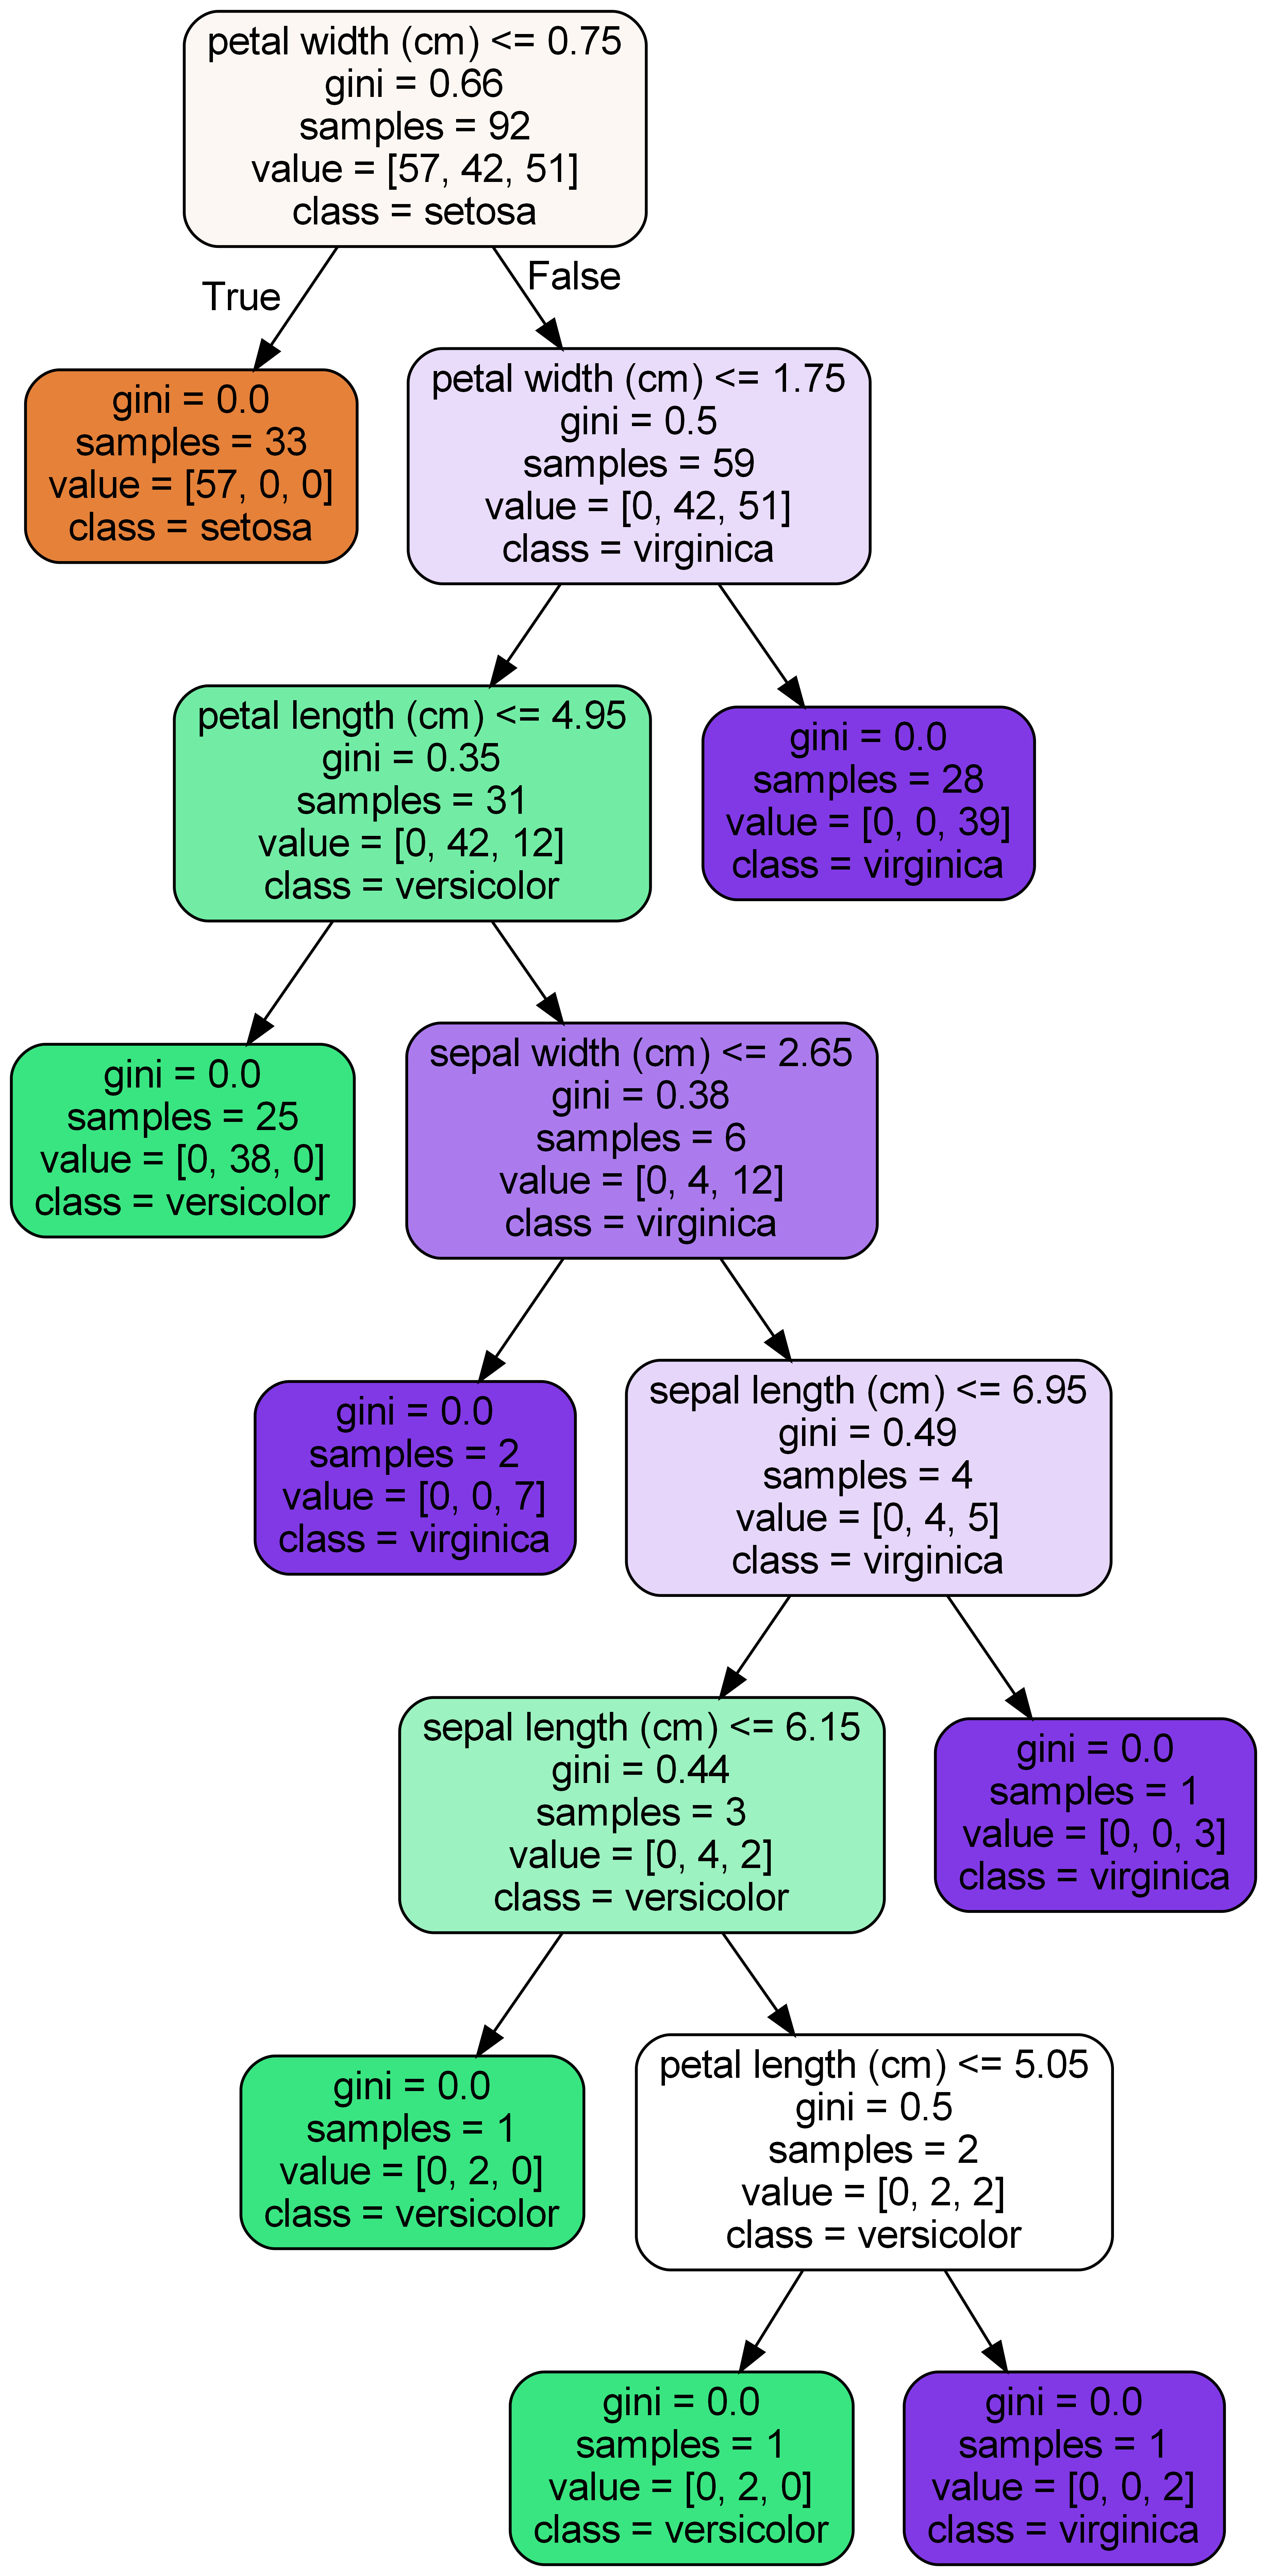 petal width (cm) <= 0.75
gini = 0.66
samples = 92
value = [57, 42, 51]
class = setosa
True
False
gini = 0.0
samples = 33
value = [57, 0, 0]
class = setosa
petal width (cm) <= 1.75
gini = 0.5
samples = 59
value = [0, 42, 51]
class = virginica
petal length (cm) <= 4.95
gini = 0.35
samples = 31
value = [0, 42, 12]
class = versicolor
gini = 0.0
samples = 28
value = [0, 0, 39]
class = virginica
gini = 0.0
samples = 25
value = [0, 38, 0]
class = versicolor
sepal width (cm) <= 2.65
gini = 0.38
samples = 6
value = [0, 4, 12]
class = virginica
gini = 0.0
samples = 2
value = [0, 0, 7]
class = virginica
sepal length (cm) <= 6.95
gini = 0.49
samples = 4
value = [0, 4, 5]
class = virginica
sepal length (cm) <= 6.15
gini = 0.44
samples = 3
value = [0, 4, 2]
class = versicolor
gini = 0.0
samples = 1
value = [0, 0, 3]
class = virginica
gini = 0.0
samples = 1
value = [0, 2, 0]
class = versicolor
petal length (cm) <= 5.05
gini = 0.5
samples = 2
value = [0, 2, 2]
class = versicolor
gini = 0.0
samples = 1
value = [0, 2, 0]
class = versicolor
gini = 0.0
samples = 1
value = [0, 0, 2]
class = virginica